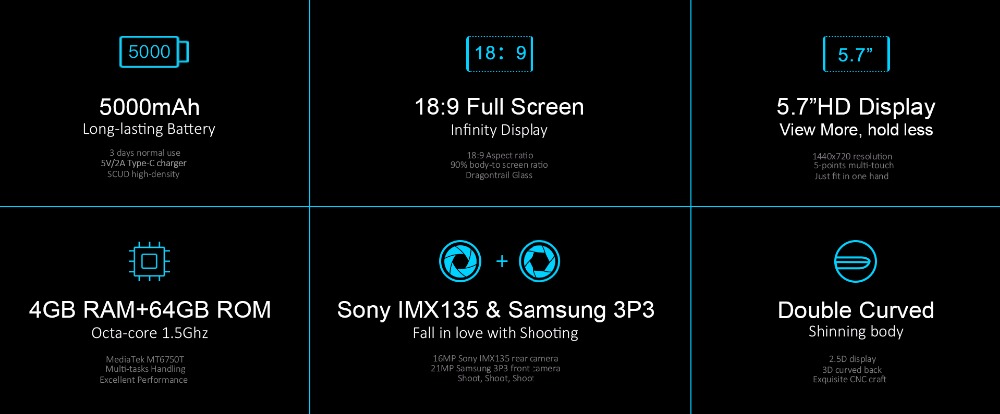 5000
5000mAh
Long-lasting Battery
3 days normal use
5V/2A Type-C charger
SCUD high-density
18: 9
18:9 Full Screen
Infinity Display
18:9 Aspect ratio
90% body-to screen ratio
Dragontrail Glass
5.7”
5.7”HD Display
View More, hold less
1440x720 resolution
5-points multi-touch
Just fit in one hand
4GB RAM+64GB ROM
Octa-core 1.5Ghz
MediaTek MT6750T
Multi-tasks Handling
Excellent Performance
+
Sony IMX135 & Samsung 3P3
Fall in love with Shooting
16MP Sony IMX135 rear camera
21MP Samsung 3P3 front camera
Shoot, Shoot, Shoot
Double Curved
Shinning body
2.5D display
3D curved back
Exquisite CNC craft